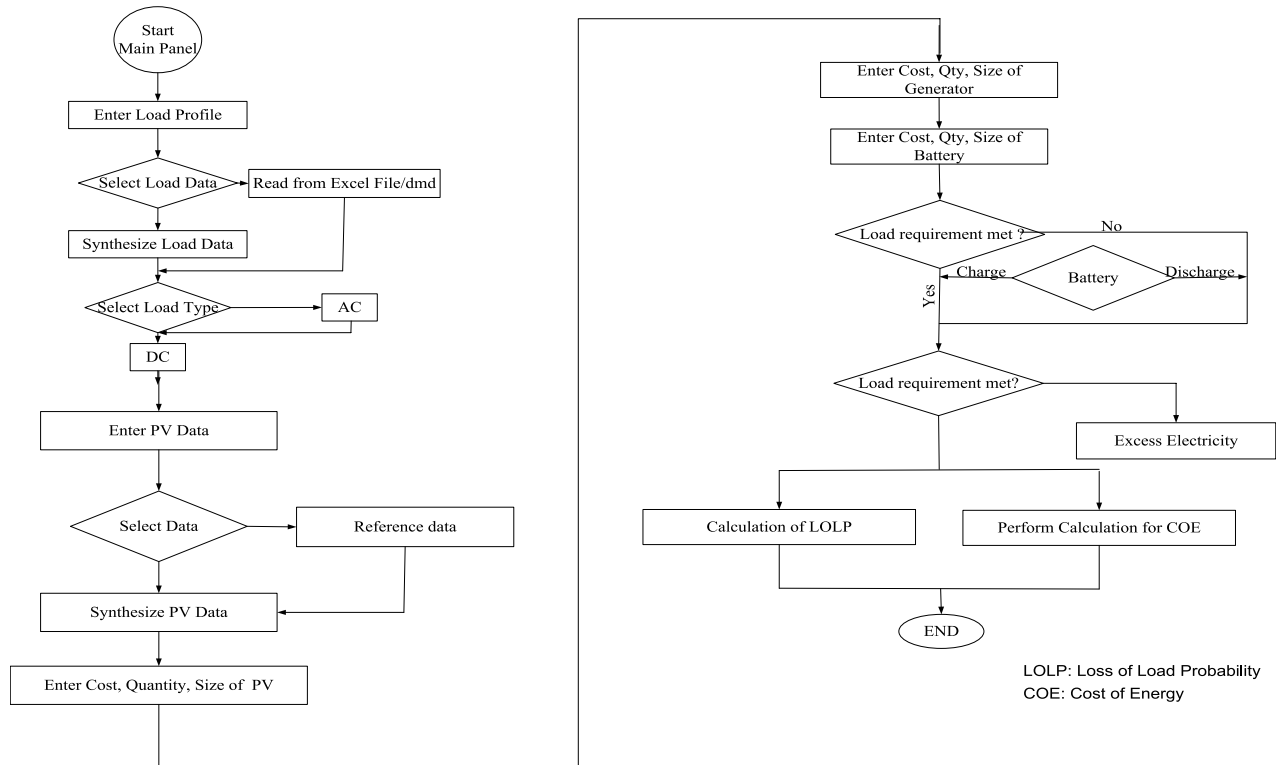 Start
Main Panel
Enter Load Profile
Select Load Data
Read from Excel File/dmd
Synthesize Load Data
Select Load Type
AC
DC
Enter PV Data
Select Data
Reference data
Synthesize PV Data
Enter Cost, Quantity, Size of PV
Enter Cost, Qty, Size of
Generator
Enter Cost, Qty, Size of
Battery
Load requirement met ?
No
Charge
Battery
Discharge
Yes
Load requirement met?
Excess Electricity
Calculation of LOLP
Perform Calculation for COE
END
LOLP: Loss of Load Probability
COE: Cost of Energy